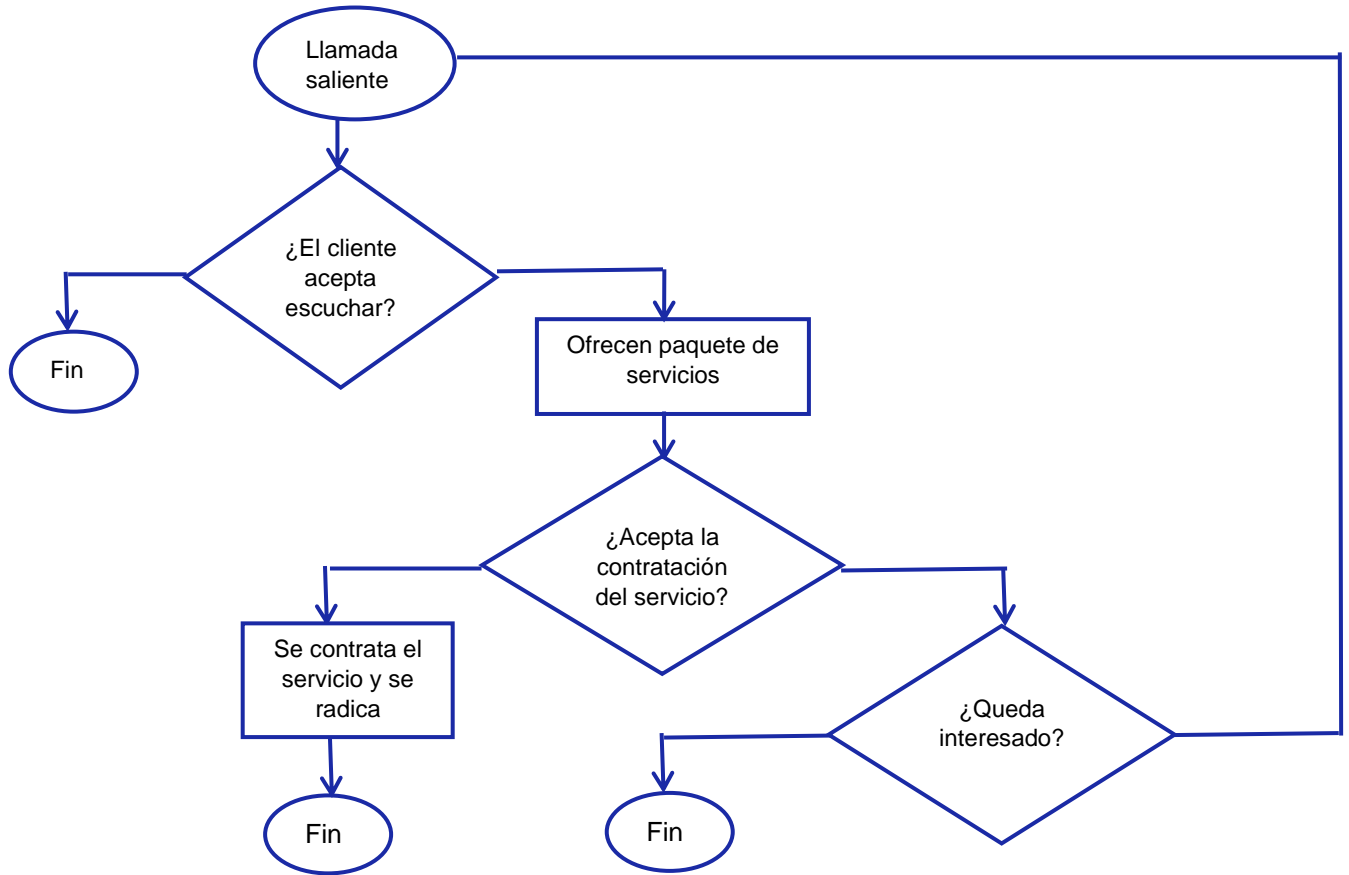 Llamada
saliente
¿El cliente
acepta
escuchar?
Fin
Ofrecen paquete de
servicios
¿Acepta la
contratación
del servicio?
Se contrata el
servicio y se
radica
¿Queda
interesado?
Fin
Fin